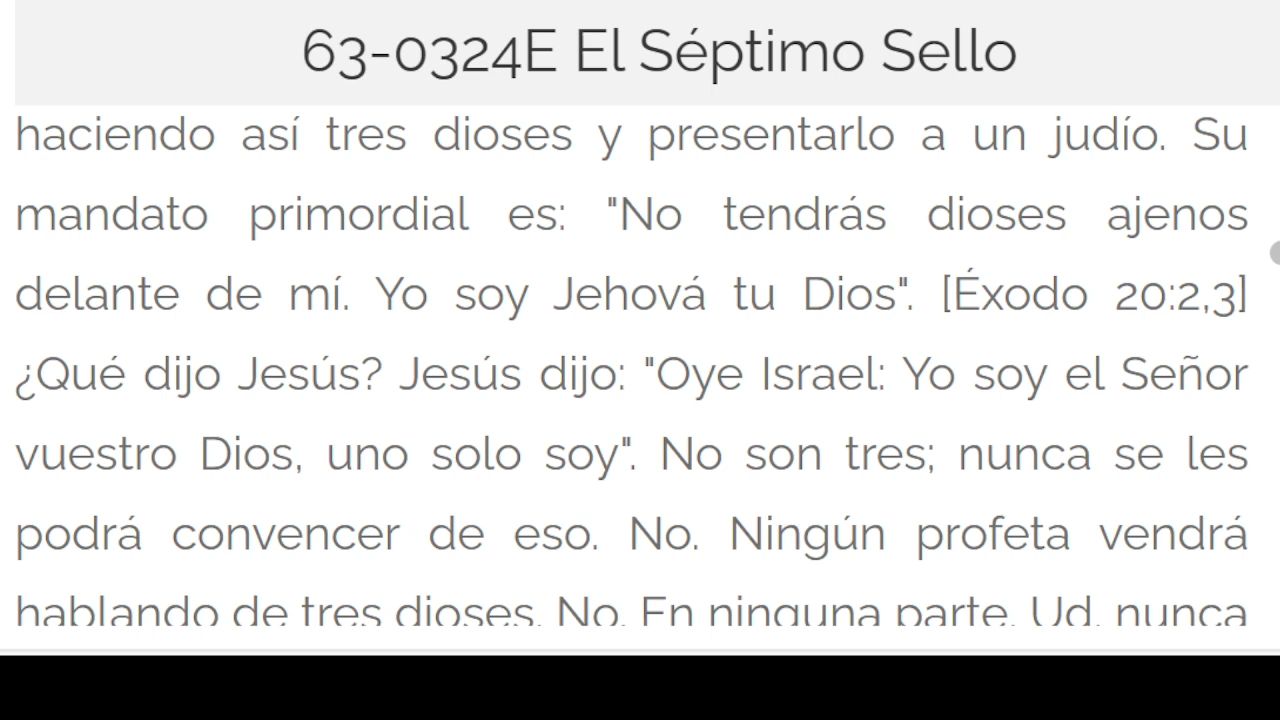 63-0324E El Séptimo Sello
haciendo así tres dioses y presentarlo a un judío. Su
mandato primordial es: "No tendrás dioses ajenos
delante de mí. Yo soy Jehová tu Dios". [Éxodo 20:2,3]
¿Qué dijo Jesús? Jesús dijo: "Oye Israel: Yo soy el Señor
vuestro Dios, uno solo soy". No son tres; nunca se les
podrá convencer de eso. No. Ningún profeta vendrá
hablando de tres dioses. No. En ninguna parte. Ud. nunca